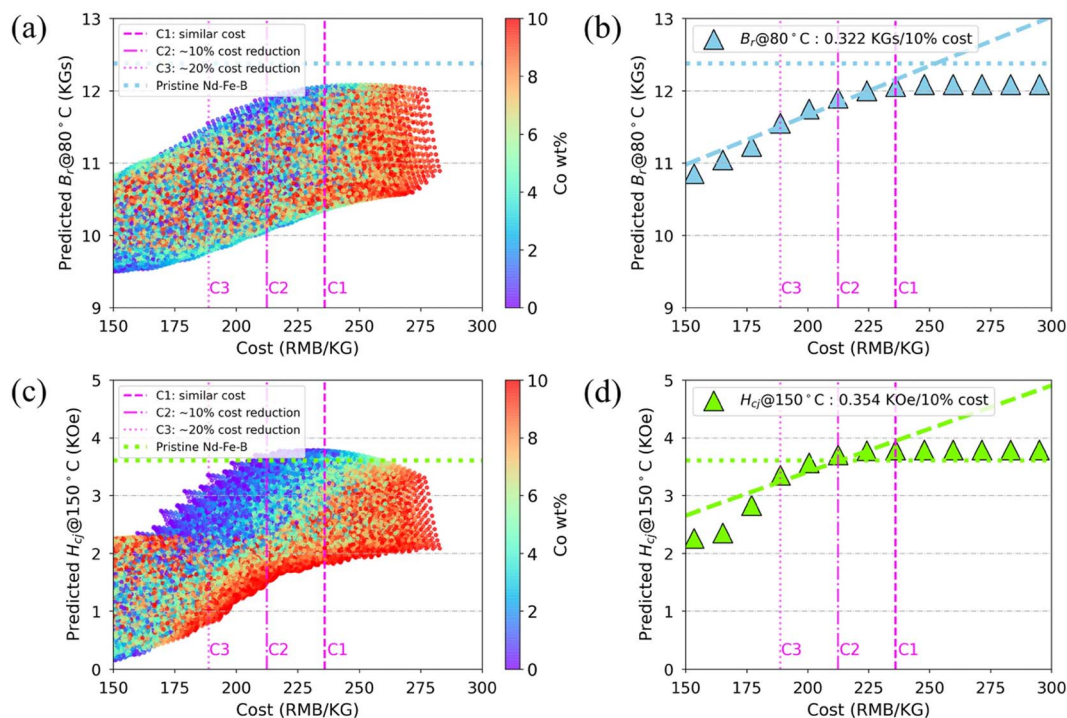 (a)
13
12
11
10
9
Predicted Br@80°C (KGs)
C1: similar cost
C2: ~10% cost reduction
C3: ~20% cost reduction
Pristine Nd-Fe-B
C3 C2 C1
150 175 200 225 250 275 300
Cost (RMB/KG)
10
8
6
4
2
0
Co wt%
(b)
13
12
11
10
9
Predicted Br@80°C (KGs)
Br@80°C : 0.322 KGs/10% cost
C3 C2 C1
150 175 200 225 250 275 300
Cost (RMB/KG)
(c)
5
4
3
2
1
0
Predicted Hcj@150°C (KOe)
C1: similar cost
C2: ~10% cost reduction
C3: ~20% cost reduction
Pristine Nd-Fe-B
C3 C2 C1
150 175 200 225 250 275 300
Cost (RMB/KG)
10
8
6
4
2
0
Co wt%
(d)
5
4
3
2
1
0
Predicted Hcj@150°C (KOe)
Hcj@150°C : 0.354 KOe/10% cost
C3 C2 C1
150 175 200 225 250 275 300
Cost (RMB/KG)